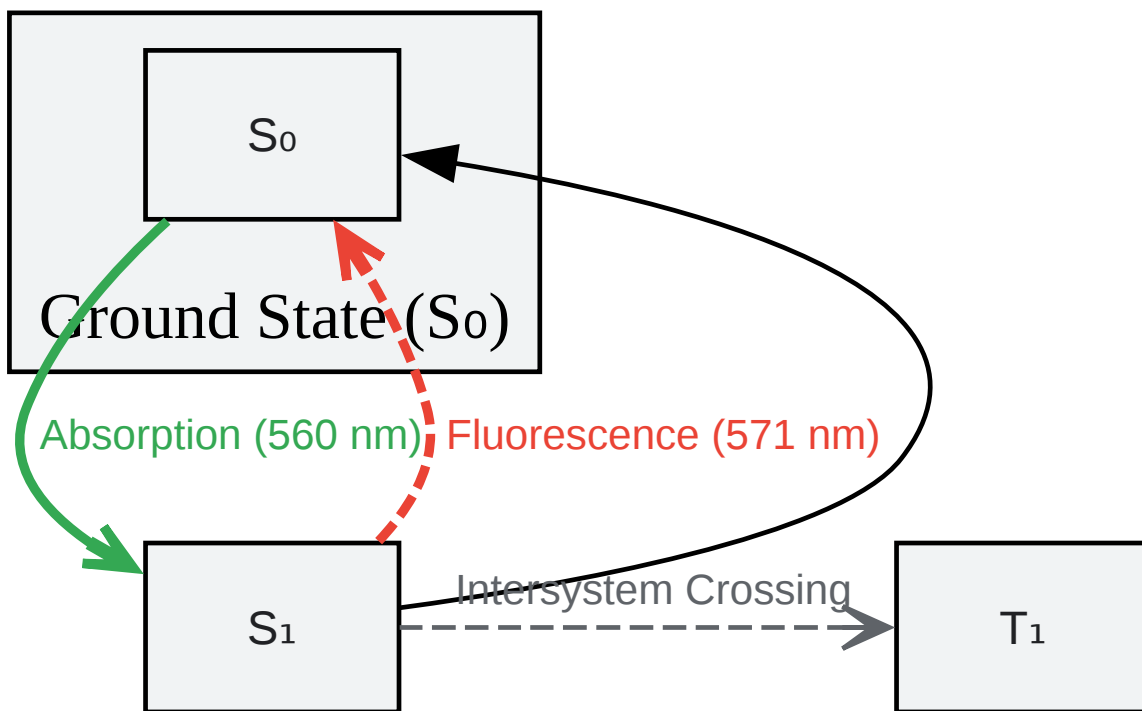 S₀
Ground State (S₀)
Absorption (560 nm)
Fluorescence (571 nm)
Intersystem Crossing
S₁
T₁